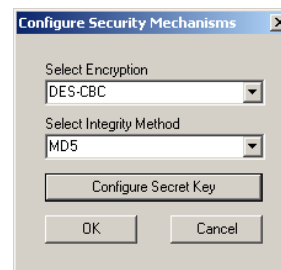 Configure Security Mechanisms
Select Encryption
DES-CBC
Select Integrity Method
MD5
Configure Secret Key
OK Cancel